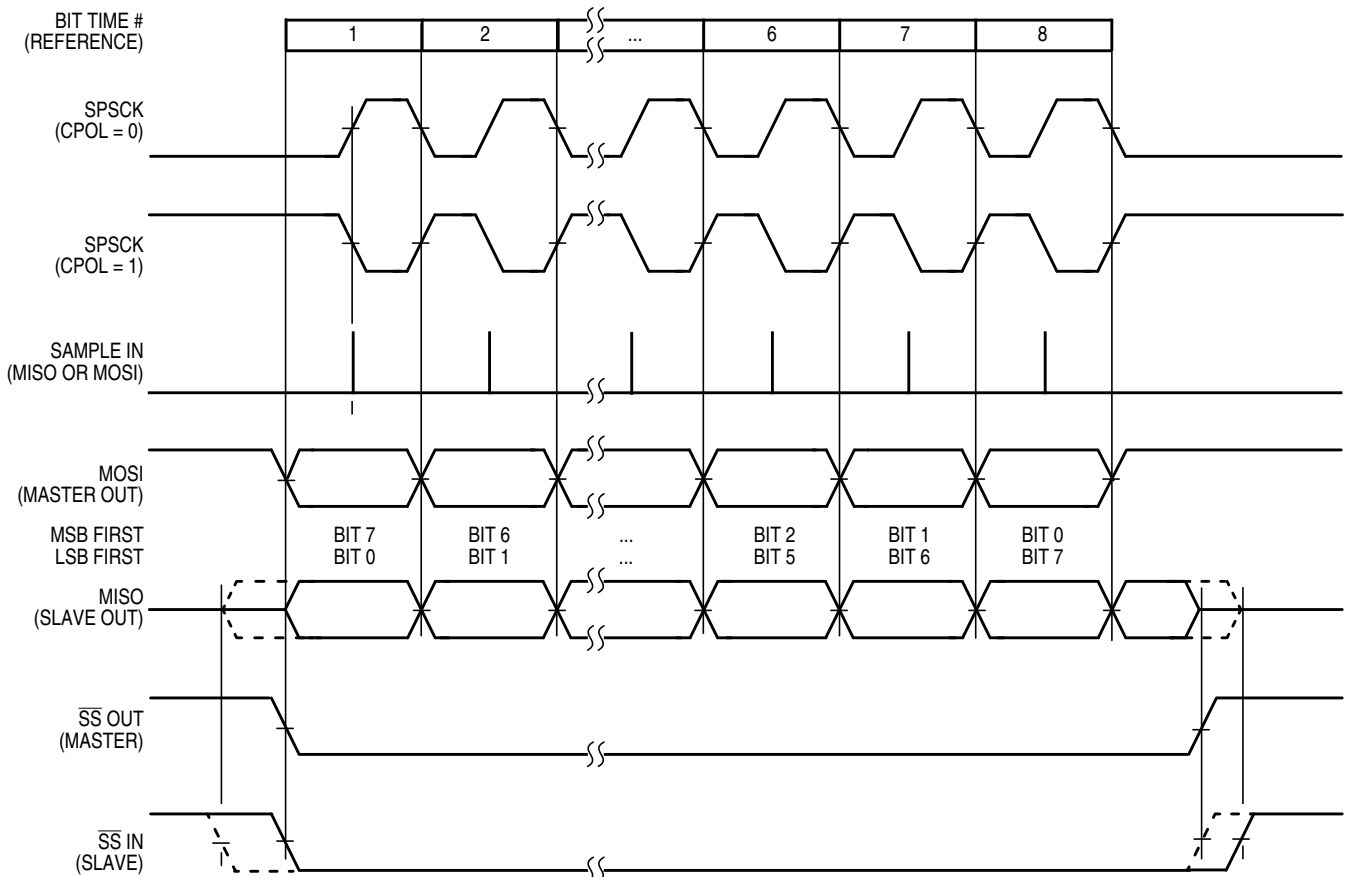 BIT TIME #
(REFERENCE)
1 2 ... 6 7 8
SPSCK
(CPOL = 0)
SPSCK
(CPOL = 1)
SAMPLE IN
(MISO OR MOSI)
MOSI
(MASTER OUT)
MSB FIRST BIT 7 BIT 6 ... BIT 2 BIT 1 BIT 0
LSB FIRST BIT 0 BIT 1 ... BIT 5 BIT 6 BIT 7
MISO
(SLAVE OUT)
S̅S̅ OUT
(MASTER)
S̅S̅ IN
(SLAVE)